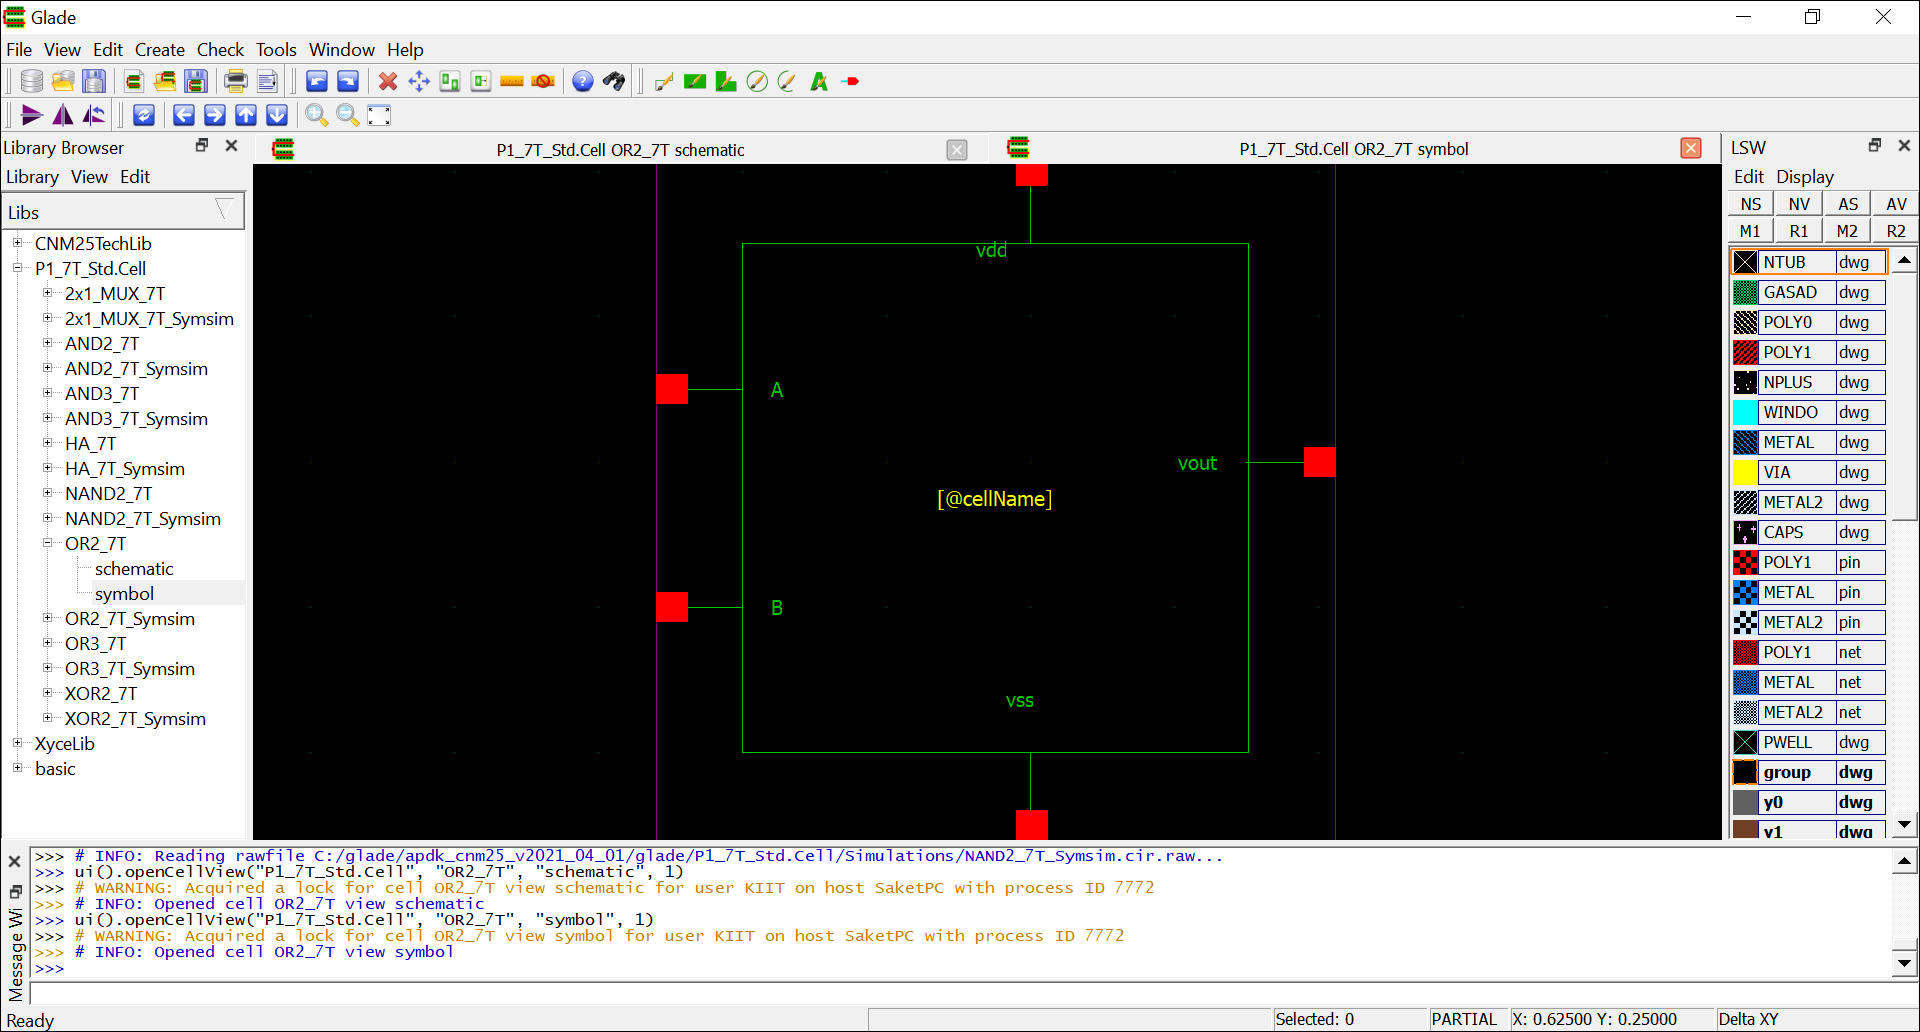 Glade
File View Edit Create Check Tools Window Help
Library Browser
Library View Edit
Libs
CNM25TechLib
P1_7T_Std.Cell
2x1_MUX_7T
2x1_MUX_7T_Symsim
AND2_7T
AND2_7T_Symsim
AND3_7T
AND3_7T_Symsim
HA_7T
HA_7T_Symsim
NAND2_7T
NAND2_7T_Symsim
OR2_7T
schematic
symbol
OR2_7T_Symsim
OR3_7T
OR3_7T_Symsim
XOR2_7T
XOR2_7T_Symsim
XyceLib
basic
P1_7T_Std.Cell OR2_7T schematic
P1_7T_Std.Cell OR2_7T symbol
vdd
A
vout
[@cellName]
B
vss
LSW
Edit Display
NS NV AS AV
M1 R1 M2 R2
NTUB dwg
GASAD dwg
POLY0 dwg
POLY1 dwg
NPLUS dwg
WINDO dwg
METAL dwg
VIA dwg
METAL2 dwg
CAPS dwg
POLY1 pin
METAL pin
METAL2 pin
POLY1 net
METAL net
METAL2 net
PWELL dwg
group dwg
y0 dwg
y1 dwg
Message Wi
>>> # INFO: Reading rawfile C:/glade/apdk_cnm25_v2021_04_01/glade/P1_7T_Std.Cell/Simulations/NAND2_7T_Symsim.cir.raw...
>>> ui().openCellView("P1_7T_Std.Cell", "OR2_7T", "schematic", 1)
>>> # WARNING: Acquired a lock for cell OR2_7T view schematic for user KIIT on host SaketPC with process ID 7772
>>> # INFO: Opened cell OR2_7T view schematic
>>> ui().openCellView("P1_7T_Std.Cell", "OR2_7T", "symbol", 1)
>>> # WARNING: Acquired a lock for cell OR2_7T view symbol for user KIIT on host SaketPC with process ID 7772
>>> # INFO: Opened cell OR2_7T view symbol
>>>
Ready
Selected: 0
PARTIAL
X: 0.62500 Y: 0.25000
Delta XY